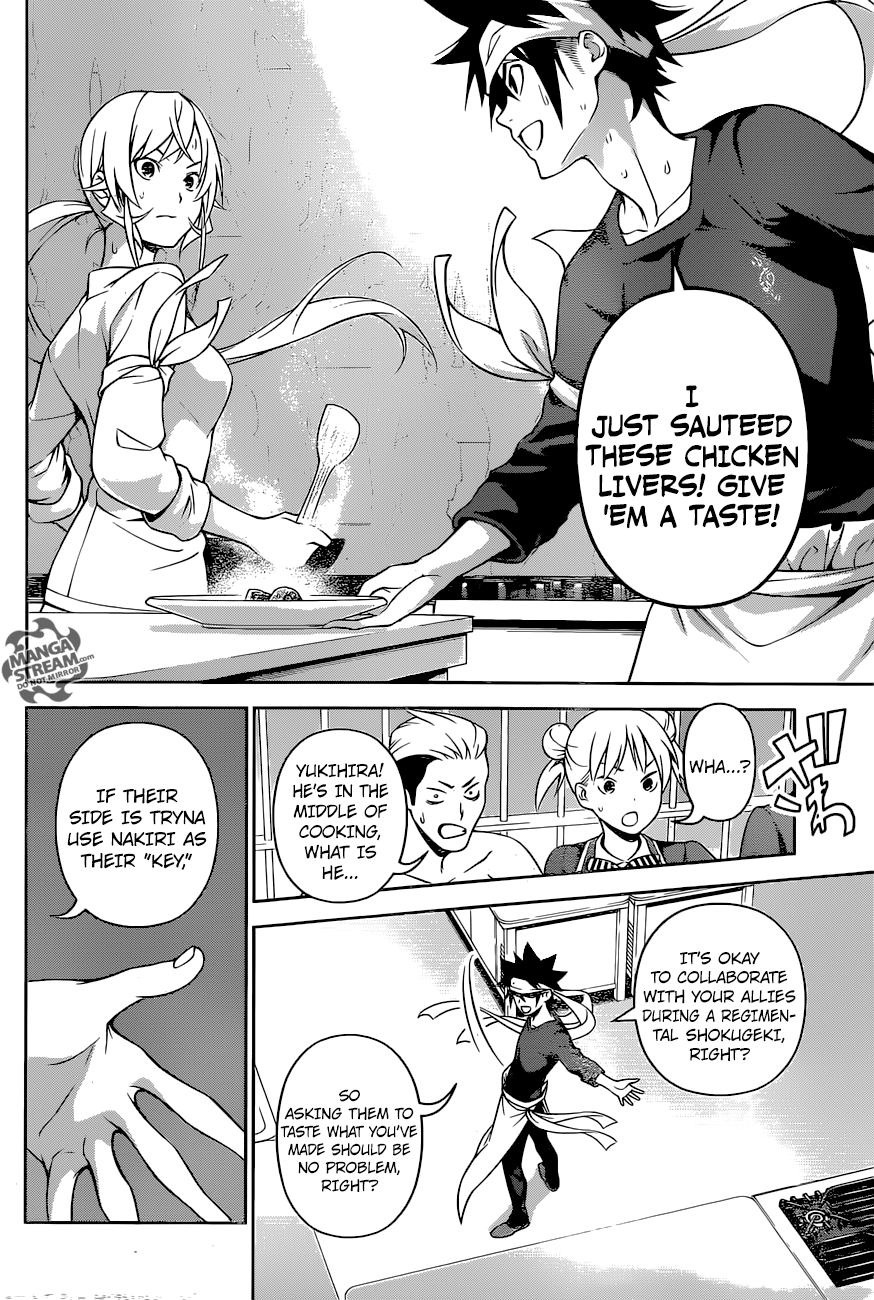 I
JUST SAUTEED
THESE CHICKEN
LIVERS! GIVE
'EM A TASTE!
MANGA
STREAM.com
DO NOT MIRROR!
ざわ
WHA...?
YUKIHIRA!
HE'S IN THE
MIDDLE OF
COOKING,
WHAT IS
HE...
IT'S OKAY
TO COLLABORATE
WITH YOUR ALLIES
DURING A REGIMEN-
TAL SHOKUGEKI,
RIGHT?
SO
ASKING THEM TO
TASTE WHAT YOU'VE
MADE SHOULD BE
NO PROBLEM,
RIGHT?
IF THEIR
SIDE IS TRYNA
USE NAKIRI AS
THEIR "KEY,"